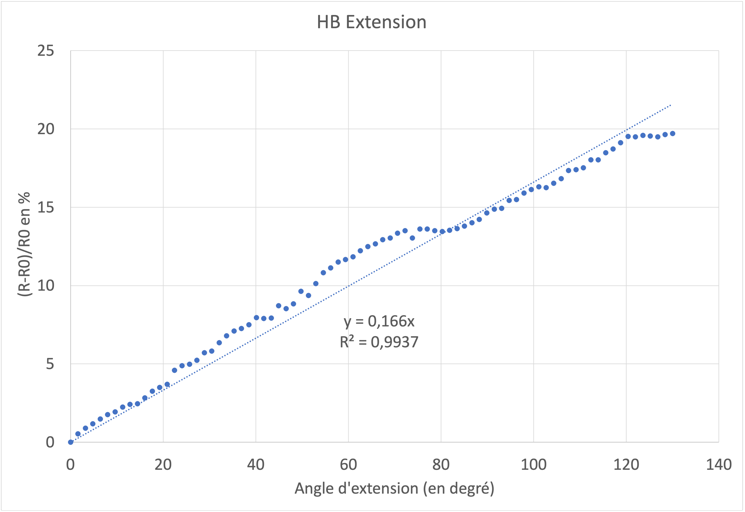 HB Extension
25
20
15
10
5
0
(R-R0)/R0 en %
y = 0,166x
R² = 0,9937
0 20 40 60 80 100 120 140
Angle d'extension (en degré)